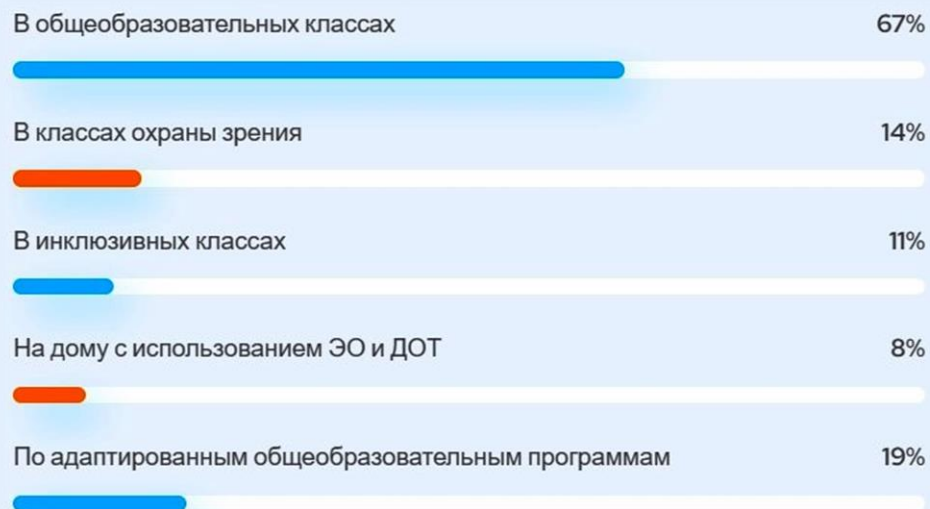 В общеобразовательных классах 67%
В классах охраны зрения 14%
В инклюзивных классах 11%
На дому с использованием ЭО и ДОТ 8%
По адаптированным общеобразовательным программам 19%